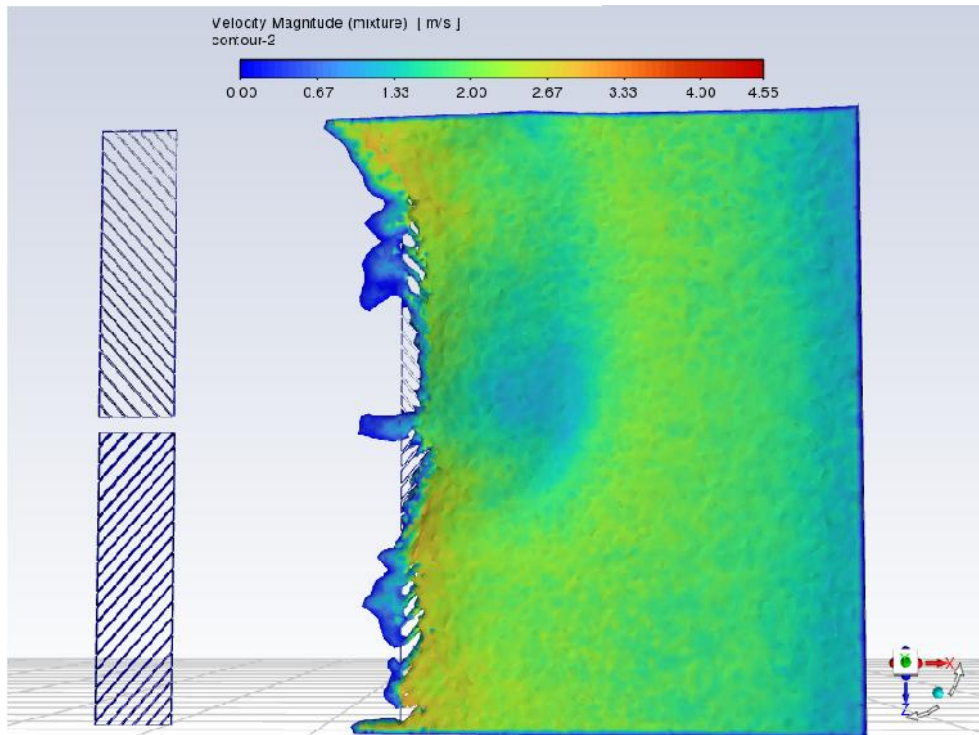 Velocity Magnitude (mixture) [ m/s ]
contour-2
0.00 0.67 1.33 2.00 2.67 3.33 4.00 4.55
Y
X
Z